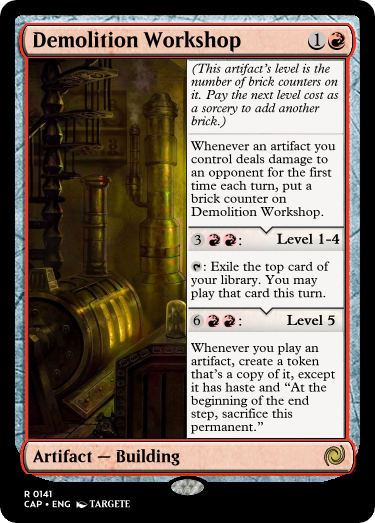 Demolition Workshop 1
(This artifact's level is the
number of brick counters on
it. Pay the next level cost as
a sorcery to add another
brick.)
Whenever an artifact you
control deals damage to
an opponent for the first
time each turn, put a
brick counter on
Demolition Workshop.
3 : Level 1-4
: Exile the top card of
your library. You may
play that card this turn.
6 : Level 5
Whenever you play an
artifact, create a token
that's a copy of it, except
it has haste and “At the
beginning of the end
step, sacrifice this
permanent.”
Artifact — Building
R 0141
CAP • ENG TARGETE